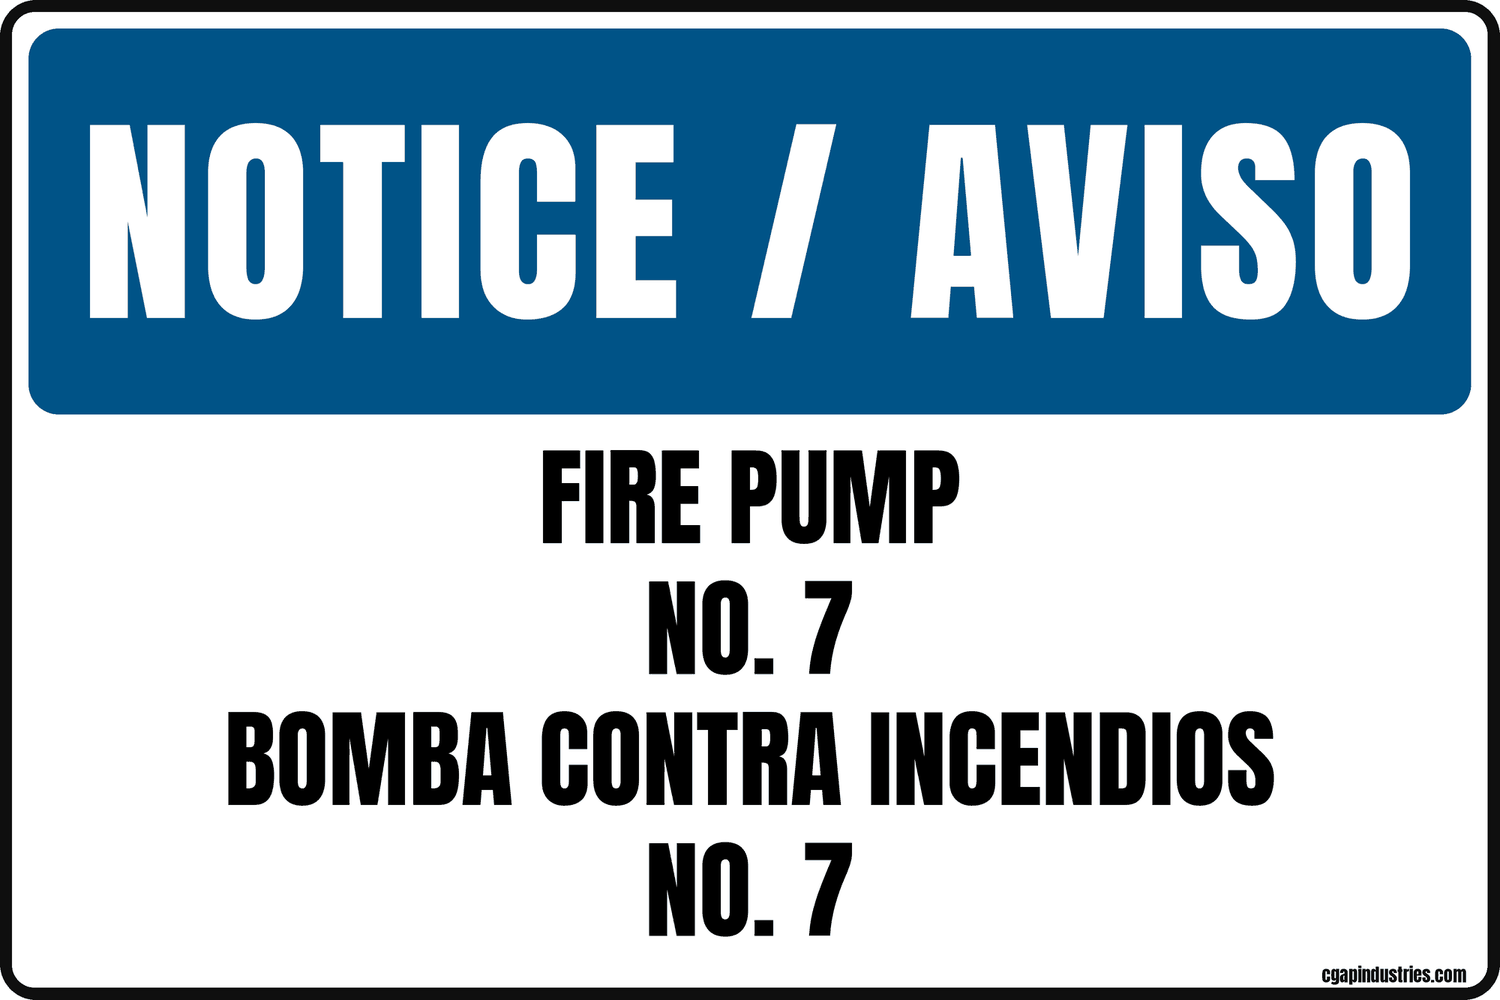 NOTICE / AVISO
FIRE PUMP
NO. 7
BOMBA CONTRA INCENDIOS
NO. 7
cgapindustries.com